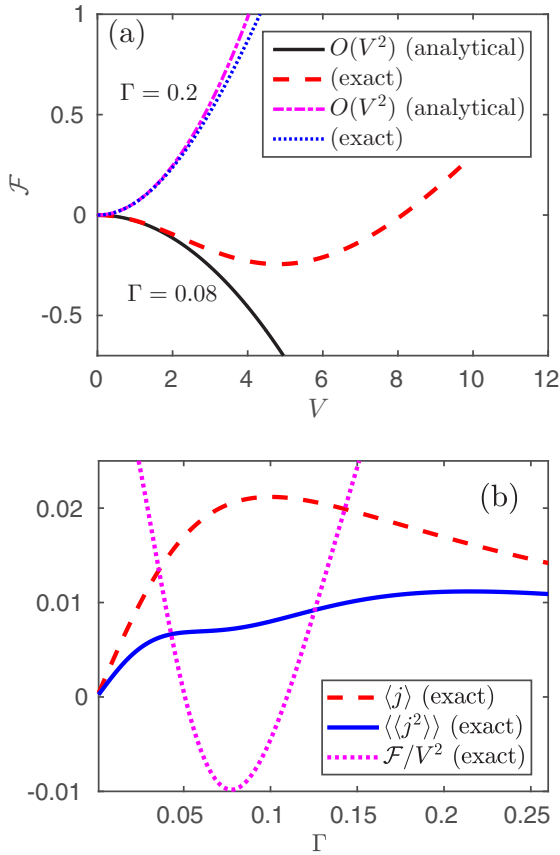 (a)
O(V²) (analytical)
(exact)
O(V²) (analytical)
(exact)
Γ = 0.2
Γ = 0.08
1
0.5
0
-0.5
ℱ
0 2 4 6 8 10 12
V
(b)
0.02
0.01
0
-0.01
⟨j⟩ (exact)
⟨⟨j²⟩⟩ (exact)
ℱ/V² (exact)
0.05 0.1 0.15 0.2 0.25
Γ